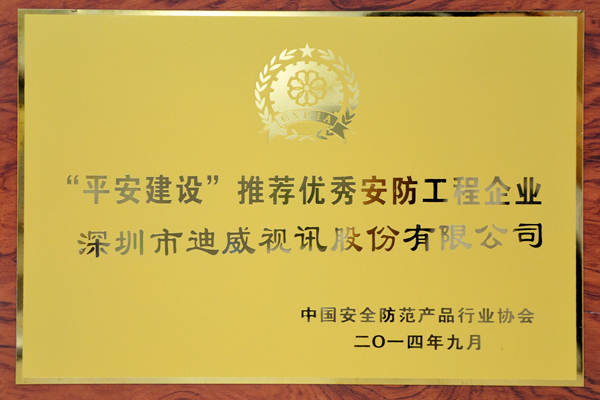 “平安建设”推荐优秀安防工程企业
深圳市迪威视讯股份有限公司
中国安全防范产品行业协会
二〇一四年九月